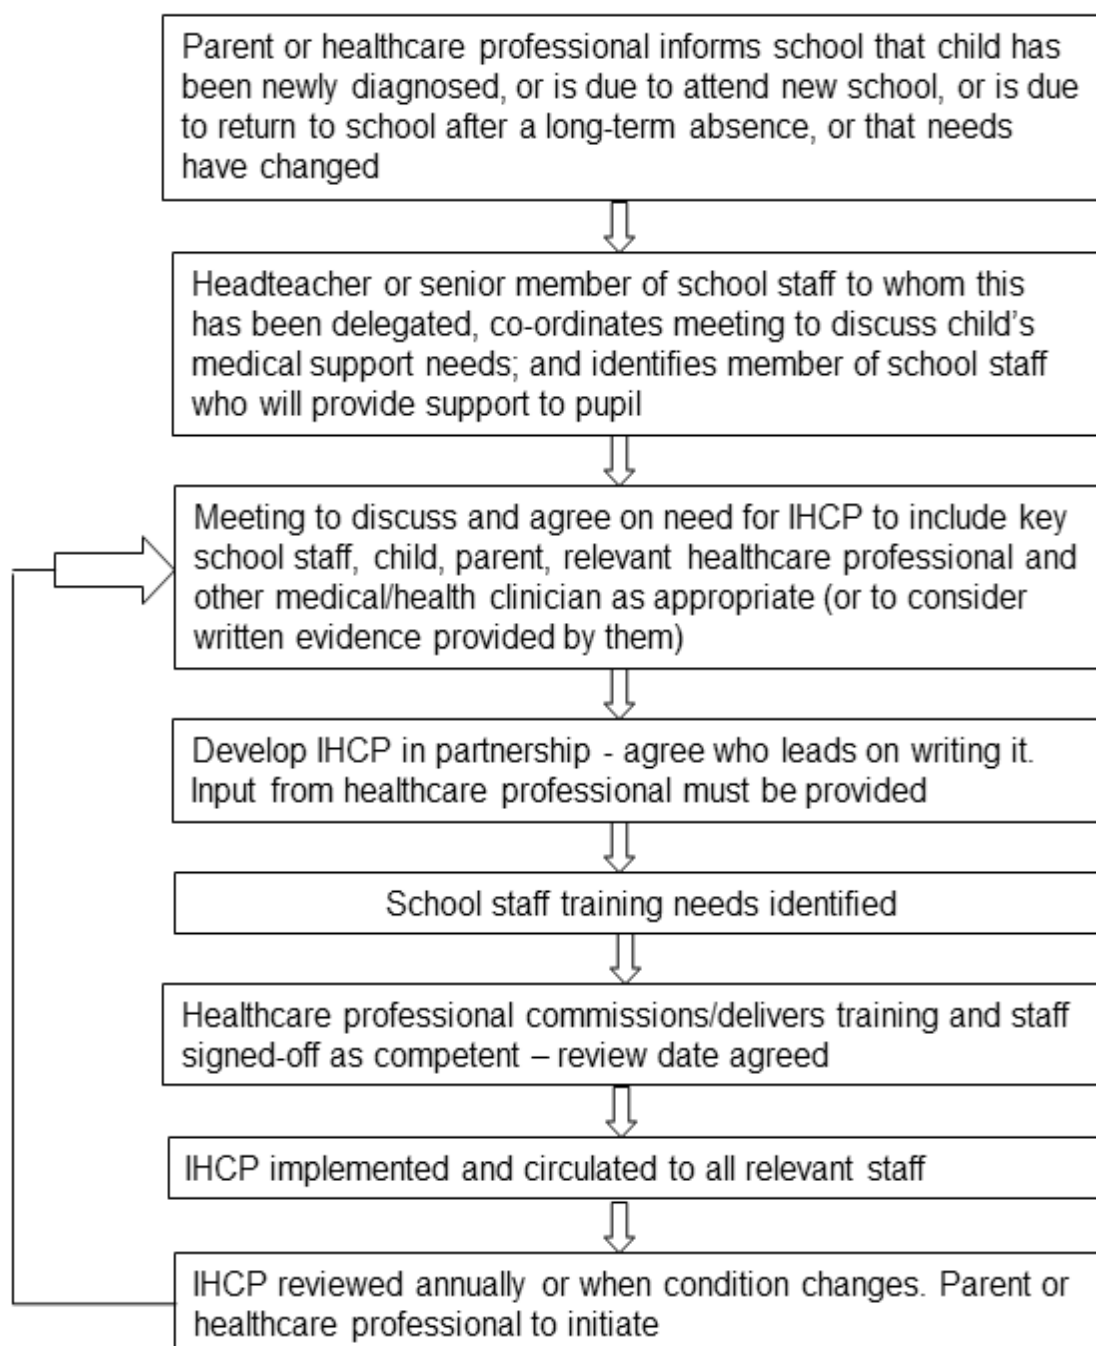 Parent or healthcare professional informs school that child has
been newly diagnosed, or is due to attend new school, or is due
to return to school after a long-term absence, or that needs
have changed
Headteacher or senior member of school staff to whom this
has been delegated, co-ordinates meeting to discuss child's
medical support needs; and identifies member of school staff
who will provide support to pupil
Meeting to discuss and agree on need for IHCP to include key
school staff, child, parent, relevant healthcare professional and
other medical/health clinician as appropriate (or to consider
written evidence provided by them)
Develop IHCP in partnership - agree who leads on writing it.
Input from healthcare professional must be provided
School staff training needs identified
Healthcare professional commissions/delivers training and staff
signed-off as competent – review date agreed
IHCP implemented and circulated to all relevant staff
IHCP reviewed annually or when condition changes. Parent or
healthcare professional to initiate